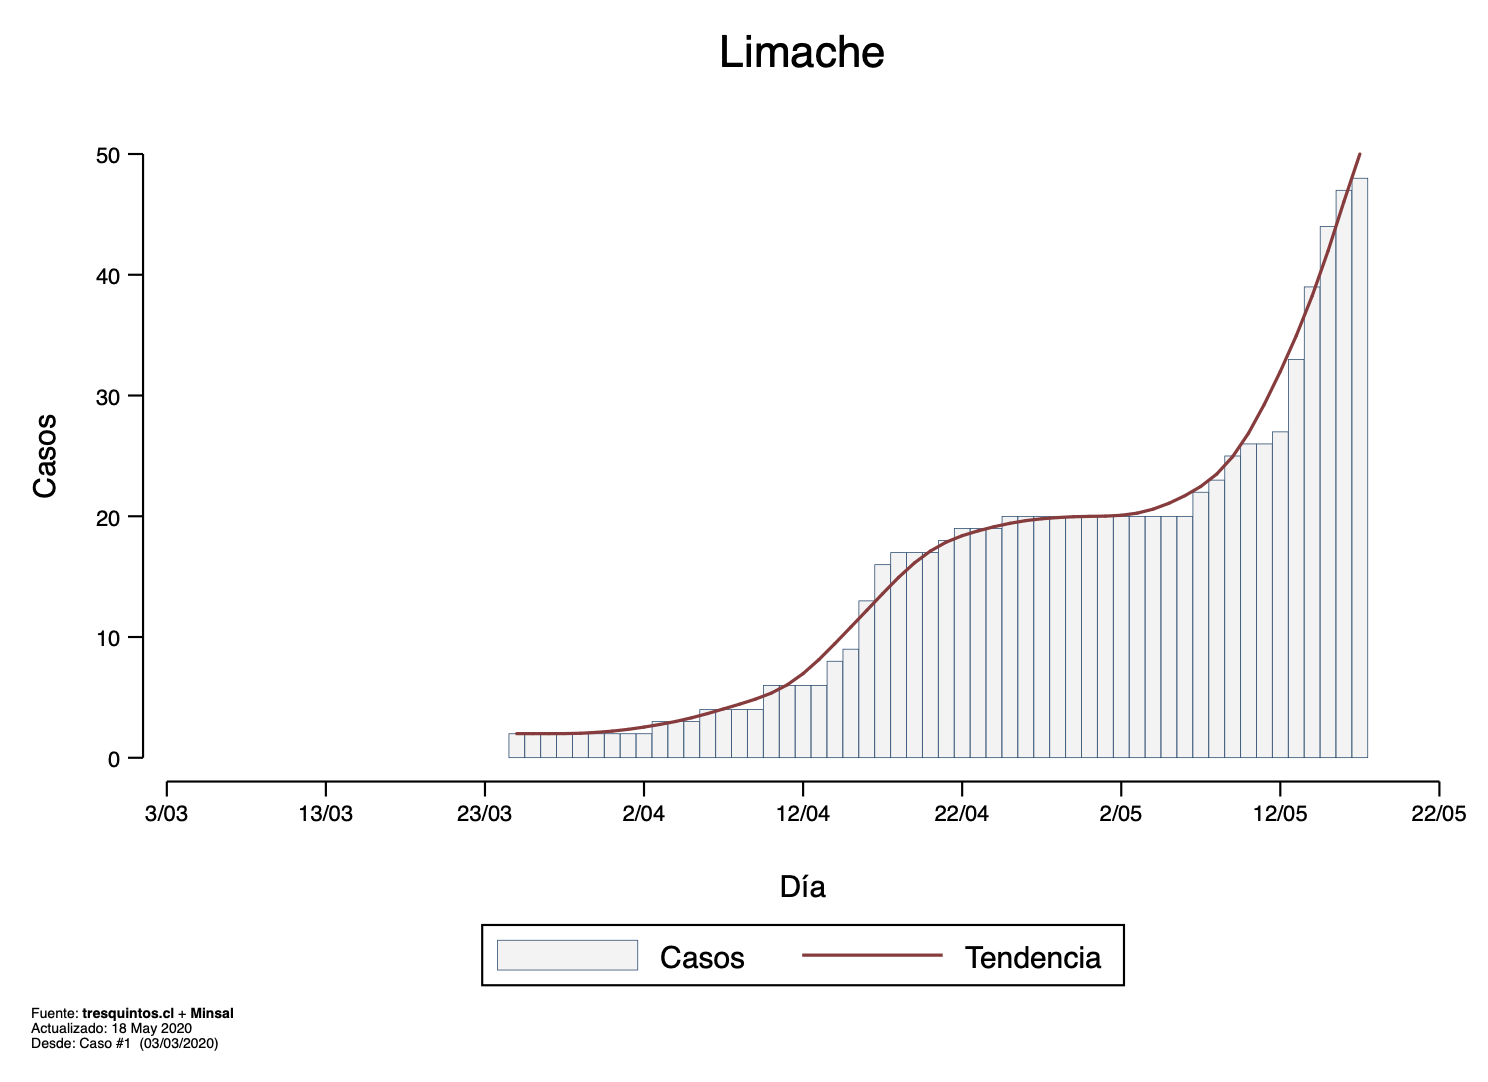 Limache
50
40
30
20
10
0
Casos
3/03 13/03 23/03 2/04 12/04 22/04 2/05 12/05 22/05
Día
Casos Tendencia
Fuente: tresquintos.cl + Minsal
Actualizado: 18 May 2020
Desde: Caso #1 (03/03/2020)